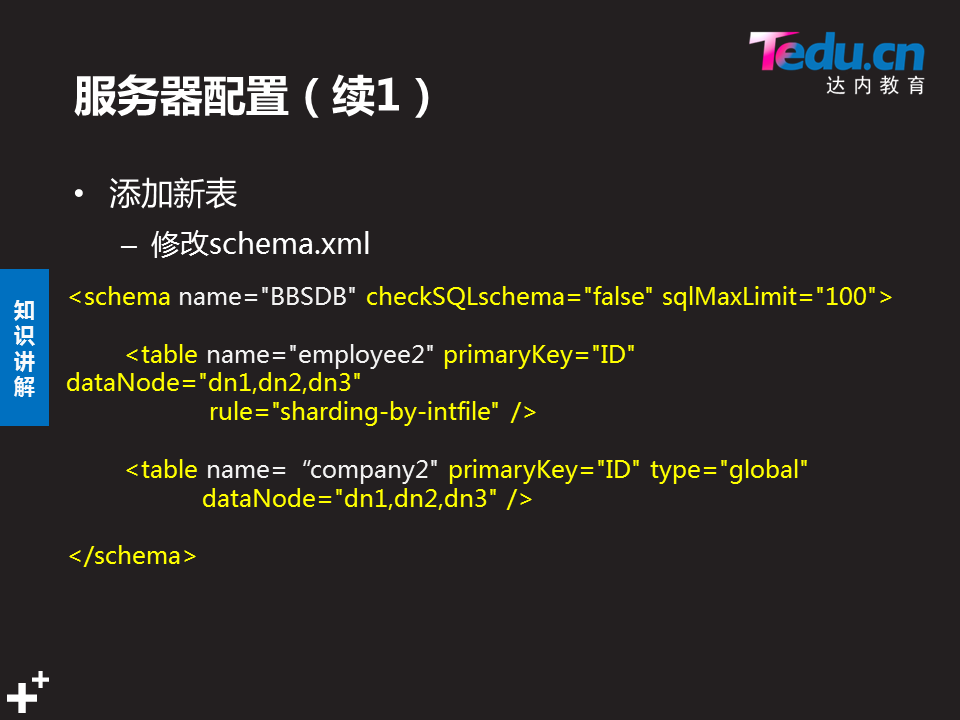 Tedu.cn
达内教育
服务器配置（续1）
• 添加新表
– 修改schema.xml
知识讲解
<schema name="BBSDB" checkSQLschema="false" sqlMaxLimit="100">
<table name="employee2" primaryKey="ID"
dataNode="dn1,dn2,dn3"
rule="sharding-by-intfile" />
<table name=“company2" primaryKey="ID" type="global"
dataNode="dn1,dn2,dn3" />
</schema>